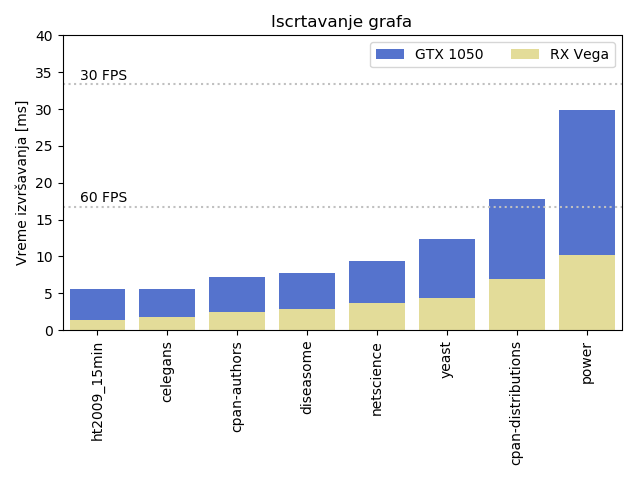 Iscrtavanje grafa
GTX 1050
RX Vega
Vreme izvršavanja [ms]
40
35
30
25
20
15
10
5
0
30 FPS
60 FPS
ht2009_15min
celegans
cpan-authors
diseasome
netscience
yeast
cpan-distributions
power